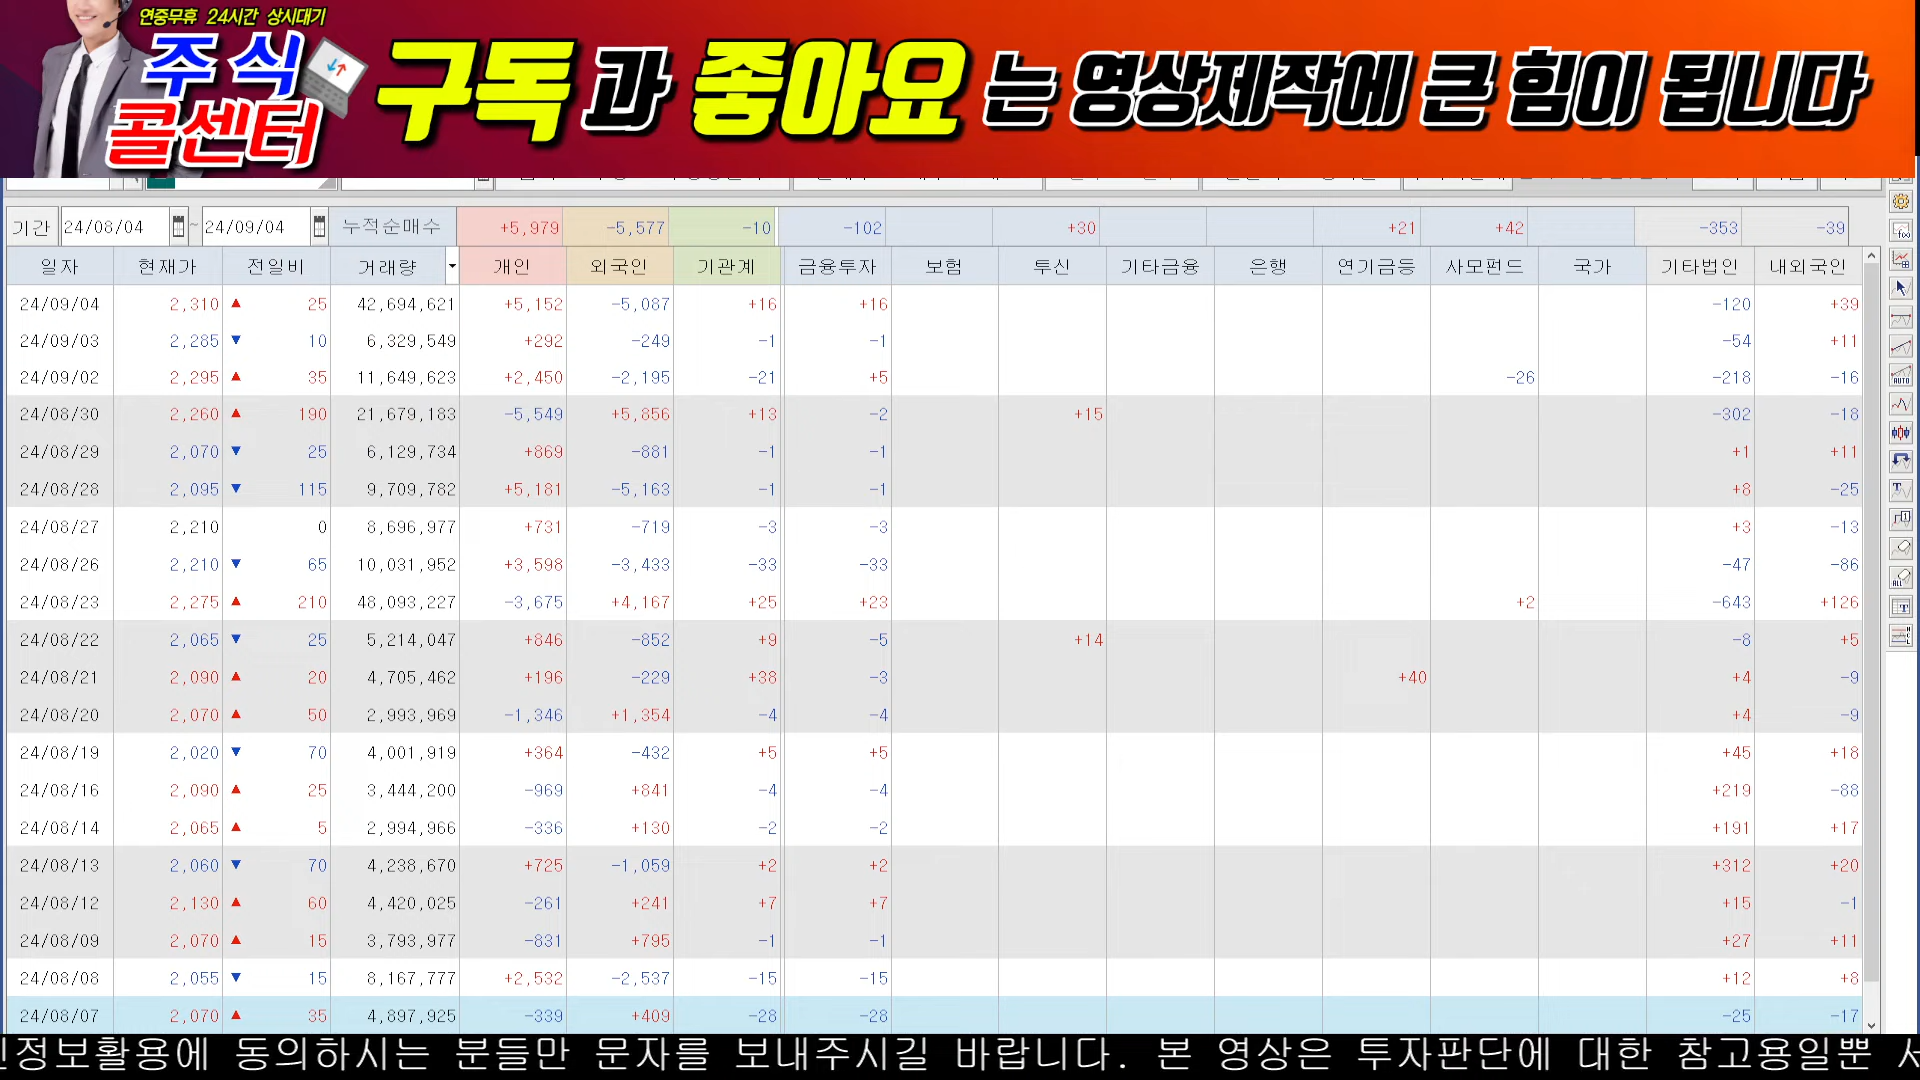 연중무휴 24시간 상시대기
주식
콜센터
구독과 좋아요는 영상제작에 큰 힘이 됩니다
기간 24/08/04 ~ 24/09/04 누적순매수 +5,979 -5,577 -10 -102 +30 +21 +42 -353 -39
일자 현재가 전일비 거래량 개인 외국인 기관계 금융투자 보험 투신 기타금융 은행 연기금등 사모펀드 국가 기타법인 내외국인
24/09/04 2,310 ▲ 25 42,694,621 +5,152 -5,087 +16 +16 -120 +39
24/09/03 2,285 ▼ 10 6,329,549 +292 -249 -1 -1 -54 +11
24/09/02 2,295 ▲ 35 11,649,623 +2,450 -2,195 -21 +5 -26 -218 -16
24/08/30 2,260 ▲ 190 21,679,183 -5,549 +5,856 +13 -2 +15 -302 -18
24/08/29 2,070 ▼ 25 6,129,734 +869 -881 -1 -1 +1 +11
24/08/28 2,095 ▼ 115 9,709,782 +5,181 -5,163 -1 -1 +8 -25
24/08/27 2,210 0 8,696,977 +731 -719 -3 -3 +3 -13
24/08/26 2,210 ▼ 65 10,031,952 +3,598 -3,433 -33 -33 -47 -86
24/08/23 2,275 ▲ 210 48,093,227 -3,675 +4,167 +25 +23 +2 -643 +126
24/08/22 2,065 ▼ 25 5,214,047 +846 -852 +9 -5 +14 -8 +5
24/08/21 2,090 ▲ 20 4,705,462 +196 -229 +38 -3 +40 +4 -9
24/08/20 2,070 ▲ 50 2,993,969 -1,346 +1,354 -4 -4 +4 -9
24/08/19 2,020 ▼ 70 4,001,919 +364 -432 +5 +5 +45 +18
24/08/16 2,090 ▲ 25 3,444,200 -969 +841 -4 -4 +219 -88
24/08/14 2,065 ▲ 5 2,994,966 -336 +130 -2 -2 +191 +17
24/08/13 2,060 ▼ 70 4,238,670 +725 -1,059 +2 +2 +312 +20
24/08/12 2,130 ▲ 60 4,420,025 -261 +241 +7 +7 +15 -1
24/08/09 2,070 ▲ 15 3,793,977 -831 +795 -1 -1 +27 +11
24/08/08 2,055 ▼ 15 8,167,777 +2,532 -2,537 -15 -15 +12 +8
24/08/07 2,070 ▲ 35 4,897,925 -339 +409 -28 -28 -25 -17
인정보활용에 동의하시는 분들만 문자를 보내주시길 바랍니다. 본 영상은 투자판단에 대한 참고용일뿐